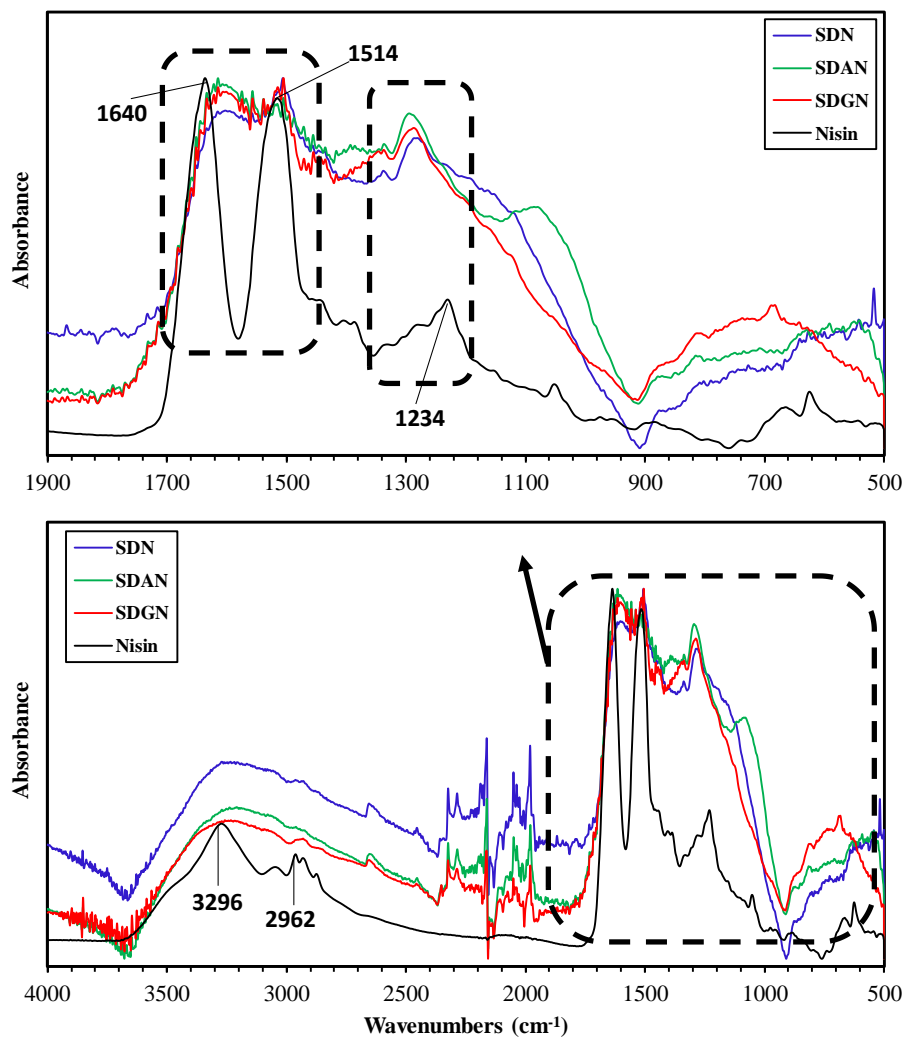 SDN
SDAN
SDGN
Nisin
1514
1640
1234
Absorbance
1900 1700 1500 1300 1100 900 700 500
SDN
SDAN
SDGN
Nisin
3296
2962
Absorbance
4000 3500 3000 2500 2000 1500 1000 500
Wavenumbers (cm-1)